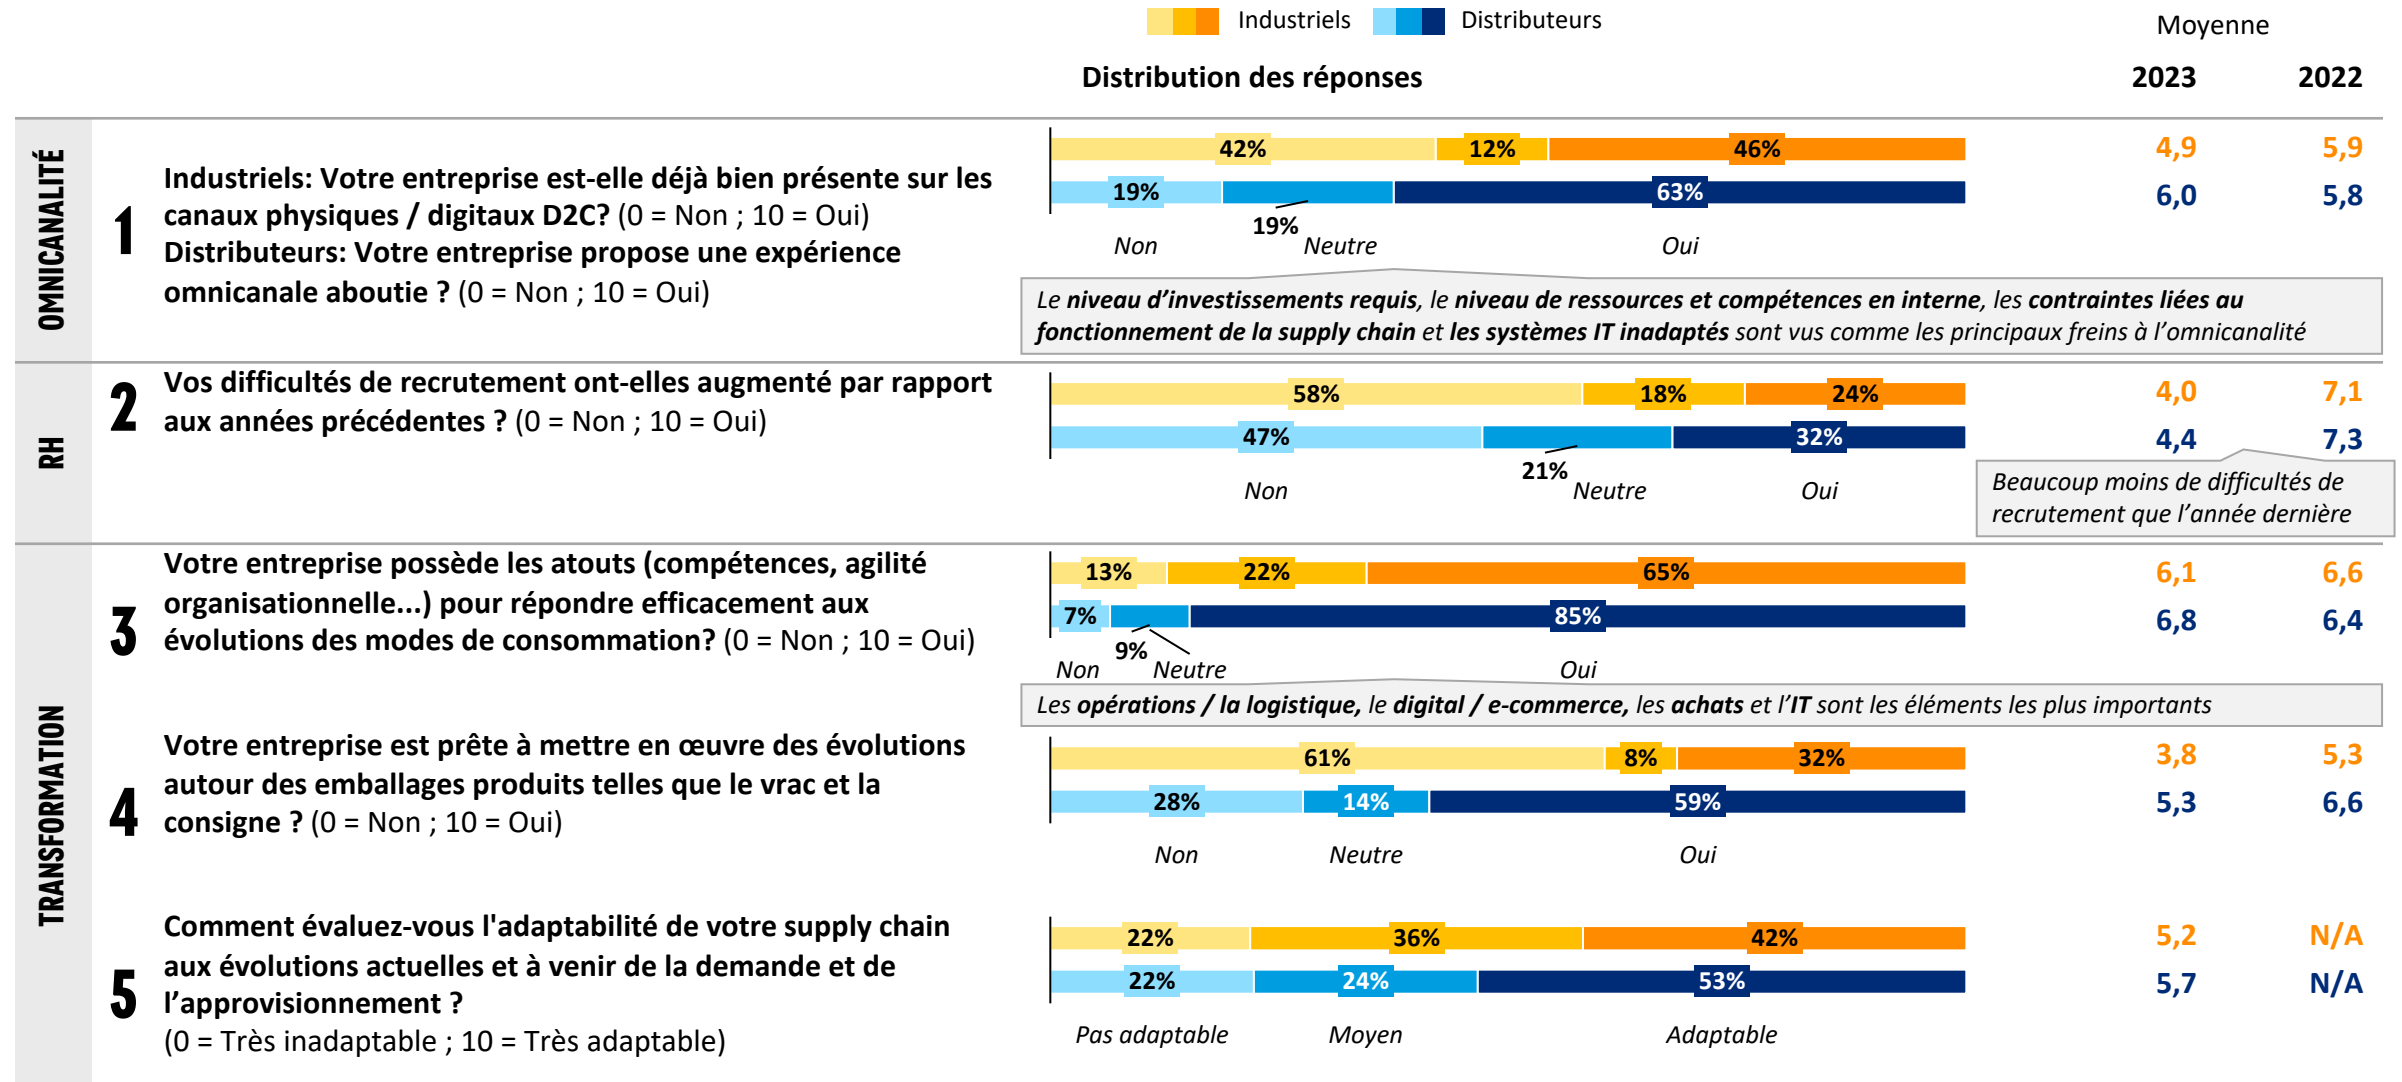 Industriels
Distributeurs
Moyenne
Distribution des réponses
2023
2022
OMNICANALITÉ
1
Industriels: Votre entreprise est-elle déjà bien présente sur les
canaux physiques / digitaux D2C? (0 = Non ; 10 = Oui)
Distributeurs: Votre entreprise propose une expérience
omnicanale aboutie ? (0 = Non ; 10 = Oui)
42%
12%
46%
4,9
5,9
19%
19%
63%
6,0
5,8
Non
Neutre
Oui
Le niveau d’investissements requis, le niveau de ressources et compétences en interne, les contraintes liées au
fonctionnement de la supply chain et les systèmes IT inadaptés sont vus comme les principaux freins à l’omnicanalité
RH
2
Vos difficultés de recrutement ont-elles augmenté par rapport
aux années précédentes ? (0 = Non ; 10 = Oui)
58%
18%
24%
4,0
7,1
47%
21%
32%
4,4
7,3
Non
Neutre
Oui
Beaucoup moins de difficultés de
recrutement que l’année dernière
TRANSFORMATION
3
Votre entreprise possède les atouts (compétences, agilité
organisationnelle...) pour répondre efficacement aux
évolutions des modes de consommation? (0 = Non ; 10 = Oui)
13%
22%
65%
6,1
6,6
7%
9%
85%
6,8
6,4
Non
Neutre
Oui
Les opérations / la logistique, le digital / e-commerce, les achats et l’IT sont les éléments les plus importants
4
Votre entreprise est prête à mettre en œuvre des évolutions
autour des emballages produits telles que le vrac et la
consigne ? (0 = Non ; 10 = Oui)
61%
8%
32%
3,8
5,3
28%
14%
59%
5,3
6,6
Non
Neutre
Oui
5
Comment évaluez-vous l'adaptabilité de votre supply chain
aux évolutions actuelles et à venir de la demande et de
l’approvisionnement ?
(0 = Très inadaptable ; 10 = Très adaptable)
22%
36%
42%
5,2
N/A
22%
24%
53%
5,7
N/A
Pas adaptable
Moyen
Adaptable